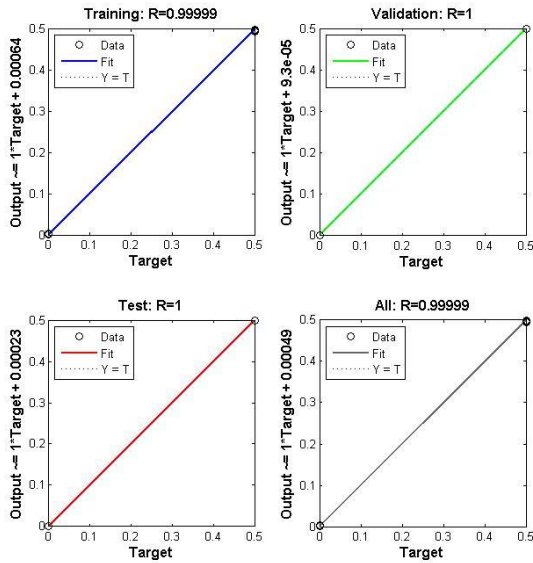 Training: R=0.99999
Output ~= 1*Target + 0.00064
0.5
0.4
0.3
0.2
0.1
0
Data
Fit
Y = T
0 0.1 0.2 0.3 0.4 0.5
Target
Validation: R=1
Output ~= 1*Target + 9.3e-05
0.5
0.4
0.3
0.2
0.1
0
Data
Fit
Y = T
0 0.1 0.2 0.3 0.4 0.5
Target
Test: R=1
Output ~= 1*Target + 0.00023
0.5
0.4
0.3
0.2
0.1
0
Data
Fit
Y = T
0 0.1 0.2 0.3 0.4 0.5
Target
All: R=0.99999
Output ~= 1*Target + 0.00049
0.5
0.4
0.3
0.2
0.1
0
Data
Fit
Y = T
0 0.1 0.2 0.3 0.4 0.5
Target